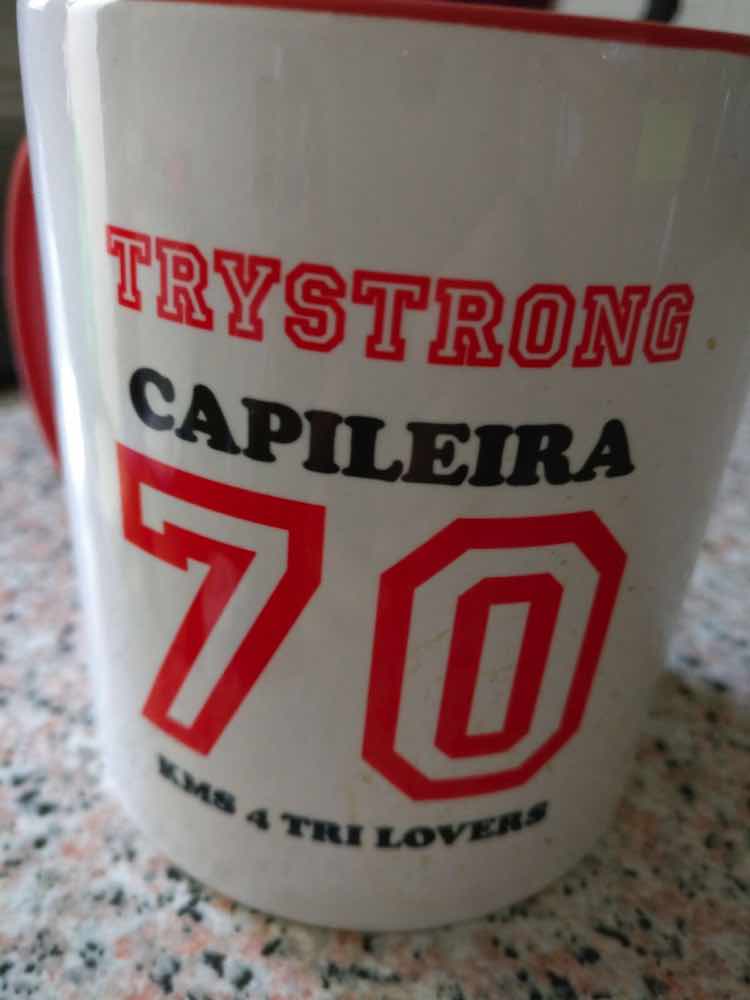 TRYSTRONG
CAPILEIRA
70
KMS 4 TRI LOVERS